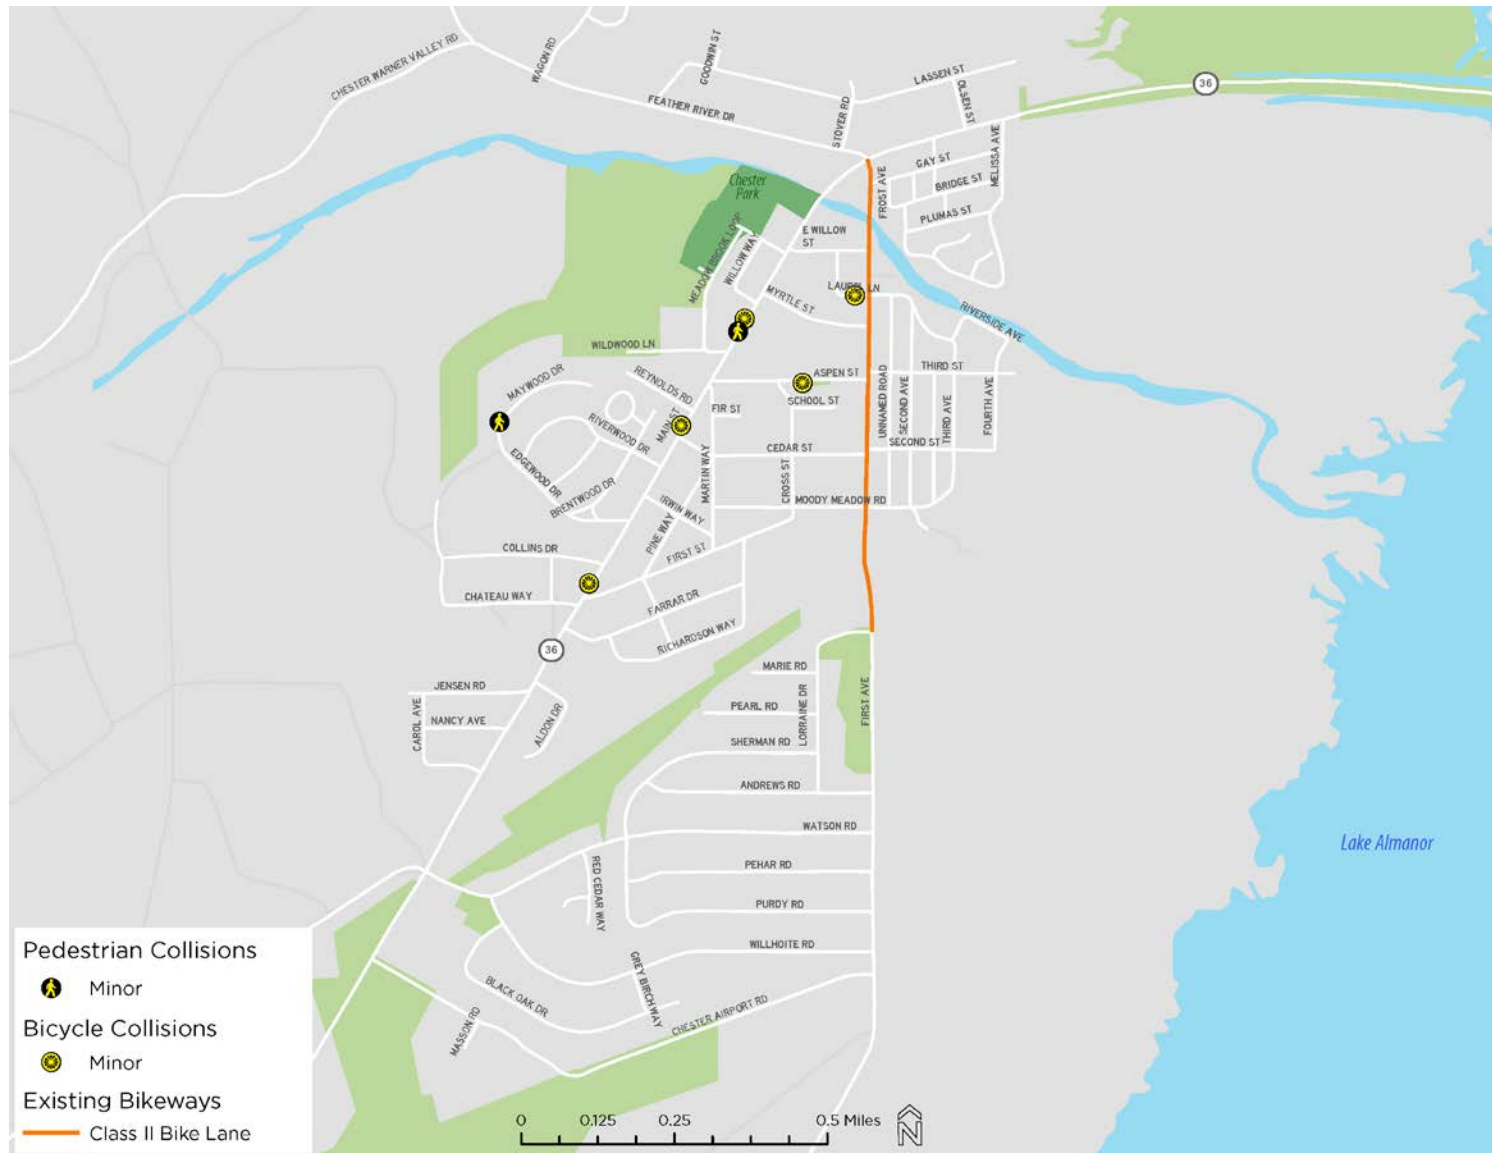 CHESTER WARNER VALLEY RD
WAGON RD
GOODWIN ST
FEATHER RIVER DR
STOVER RD
LASSEN ST
OLSEN ST
36
GAY ST
MELISSA AVE
BRIDGE ST
FROST AVE
PLUMAS ST
Chester
Park
MEADOW BROOK LOOP
WILLOW WAY
E WILLOW
ST
LAUREL LN
MYRTLE ST
RIVERSIDE AVE
WILDWOOD LN
MAYWOOD DR
REYNOLDS RD
ASPEN ST
THIRD ST
SCHOOL ST
FIR ST
MAIN ST
RIVERWOOD DR
UNNAMED ROAD
SECOND AVE
THIRD AVE
FOURTH AVE
EDGEWOOD DR
BRENTWOOD DR
CEDAR ST
SECOND ST
MARTIN WAY
CROSS ST
MOODY MEADOW RD
IRWIN WAY
PINE WAY
COLLINS DR
FIRST ST
CHATEAU WAY
FARRAR DR
RICHARDSON WAY
36
JENSEN RD
CAROL AVE
NANCY AVE
ALDON DR
MARIE RD
PEARL RD
LORRAINE DR
FIRST AVE
SHERMAN RD
ANDREWS RD
WATSON RD
Lake Almanor
RED CEDAR WAY
PEHAR RD
PURDY RD
WILLHOITE RD
GREY BIRCH WAY
BLACK OAK DR
MASSON RD
CHESTER AIRPORT RD
Pedestrian Collisions
Minor
Bicycle Collisions
Minor
Existing Bikeways
Class II Bike Lane
0 0.125 0.25 0.5 Miles
N